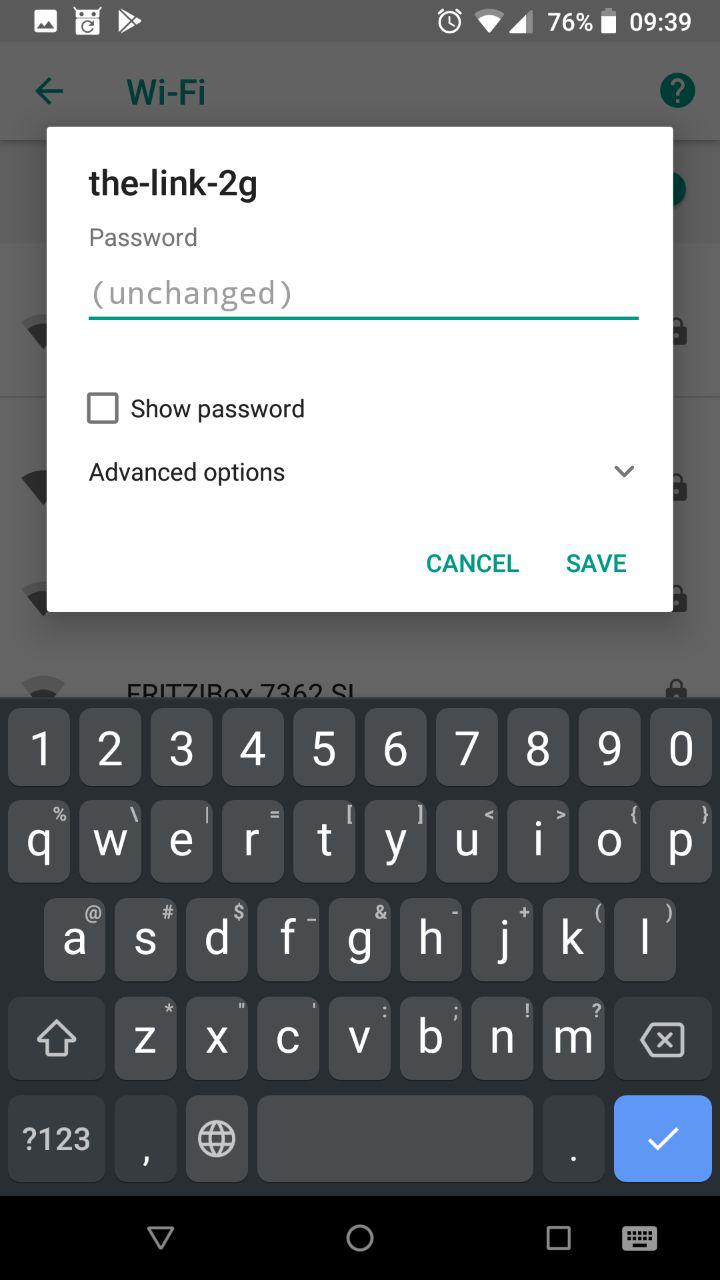 76% 09:39
Wi-Fi ?
the-link-2g
Password
(unchanged)
Show password
Advanced options
CANCEL SAVE
FRITZ!Box 7362 SL
1 2 3 4 5 6 7 8 9 0
% \ | = [ ] < > { }
q w e r t y u i o p
@ # $ _ & - + ( )
a s d f g h j k l
* " ' : ; ! ?
z x c v b n m
?123 , .